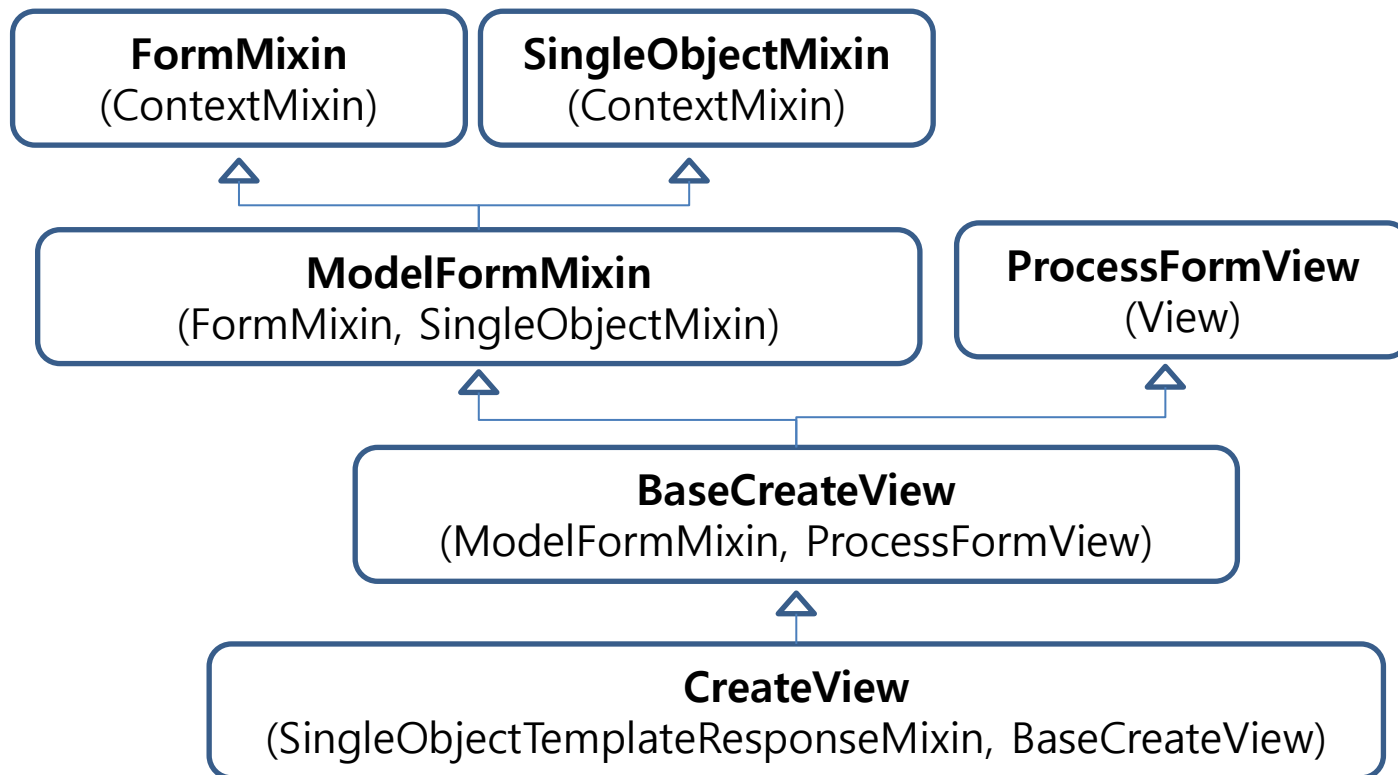 FormMixin
(ContextMixin)
SingleObjectMixin
(ContextMixin)
ModelFormMixin
(FormMixin, SingleObjectMixin)
ProcessFormView
(View)
BaseCreateView
(ModelFormMixin, ProcessFormView)
CreateView
(SingleObjectTemplateResponseMixin, BaseCreateView)